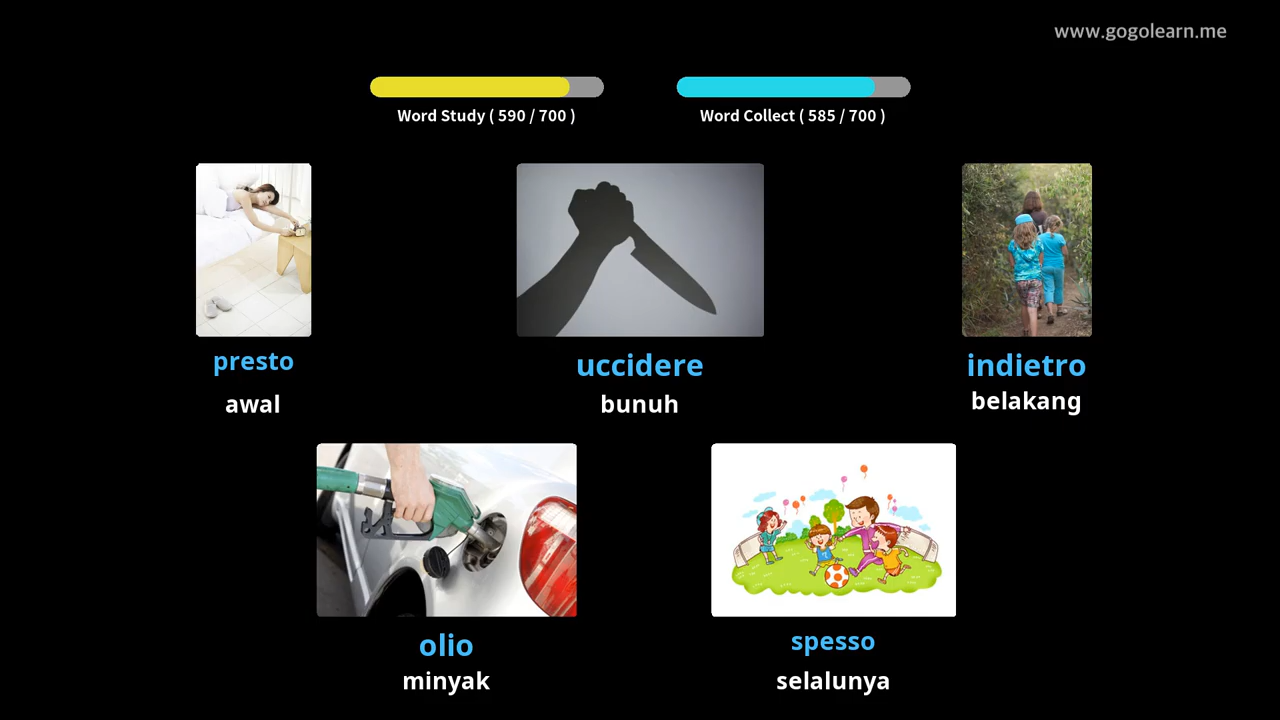 www.gogolearn.me
Word Study ( 590 / 700 )
Word Collect ( 585 / 700 )
presto
awal
uccidere
bunuh
indietro
belakang
olio
minyak
spesso
selalunya